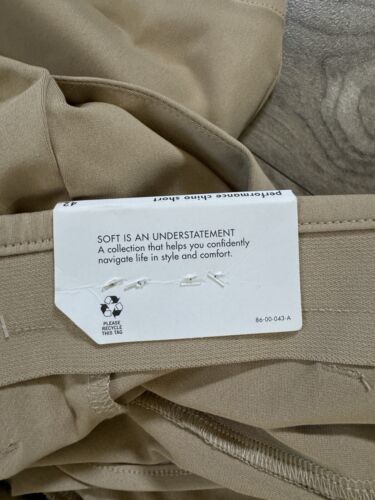 performance chino short
42
SOFT IS AN UNDERSTATEMENT
A collection that helps you confidently
navigate life in style and comfort.
PLEASE
RECYCLE
THIS TAG
86-00-043-A